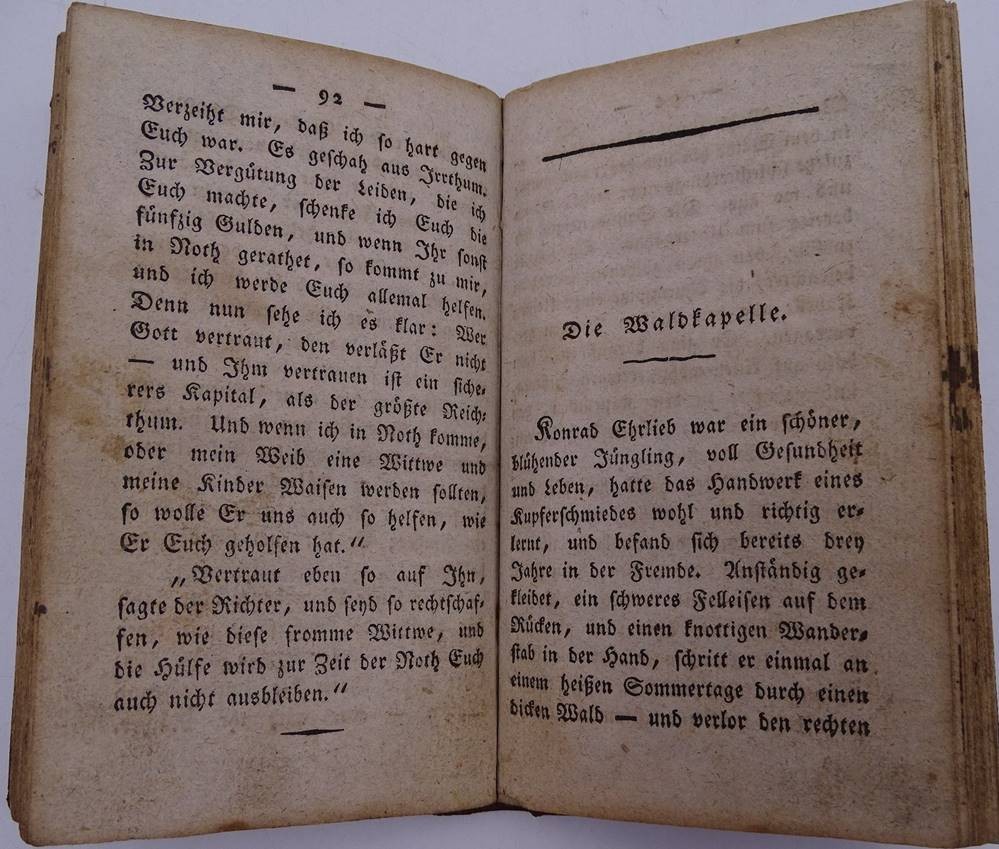 — 92 —
Verzeiht mir, daß ich so hart gegen
Euch war. Es geschah aus Irrthum.
Zur Vergütung der Leiden, die ich
Euch machte, schenke ich Euch die
fünfzig Gulden, und wenn Ihr sonst
in Noth gerathet, so kommt zu mir,
und ich werde Euch allemal helfen.
Denn nun sehe ich es klar: Wer
Gott vertraut, den verläßt Er nicht
— und Ihm vertrauen ist ein siche-
rers Kapital, als der größte Reich-
thum. Und wenn ich in Noth komme,
oder mein Weib eine Wittwe und
meine Kinder Waisen werden sollten,
so wolle Er uns auch so helfen, wie
Er Euch geholfen hat.“
„Vertraut eben so auf Ihn,
sagte der Richter, und seyd so rechtschaf-
fen, wie diese fromme Wittwe, und
die Hülfe wird zur Zeit der Noth Euch
auch nicht ausbleiben.“
Die Waldkapelle.
Konrad Ehrlieb war ein schöner,
blühender Jüngling, voll Gesundheit
und Leben, hatte das Handwerk eines
Kupferschmiedes wohl und richtig er-
lernt, und befand sich bereits drey
Jahre in der Fremde. Anständig ge-
kleidet, ein schweres Felleisen auf dem
Rücken, und einen knottigen Wander-
stab in der Hand, schritt er einmal an
einem heißen Sommertage durch einen
dicken Wald — und verlor den rechten